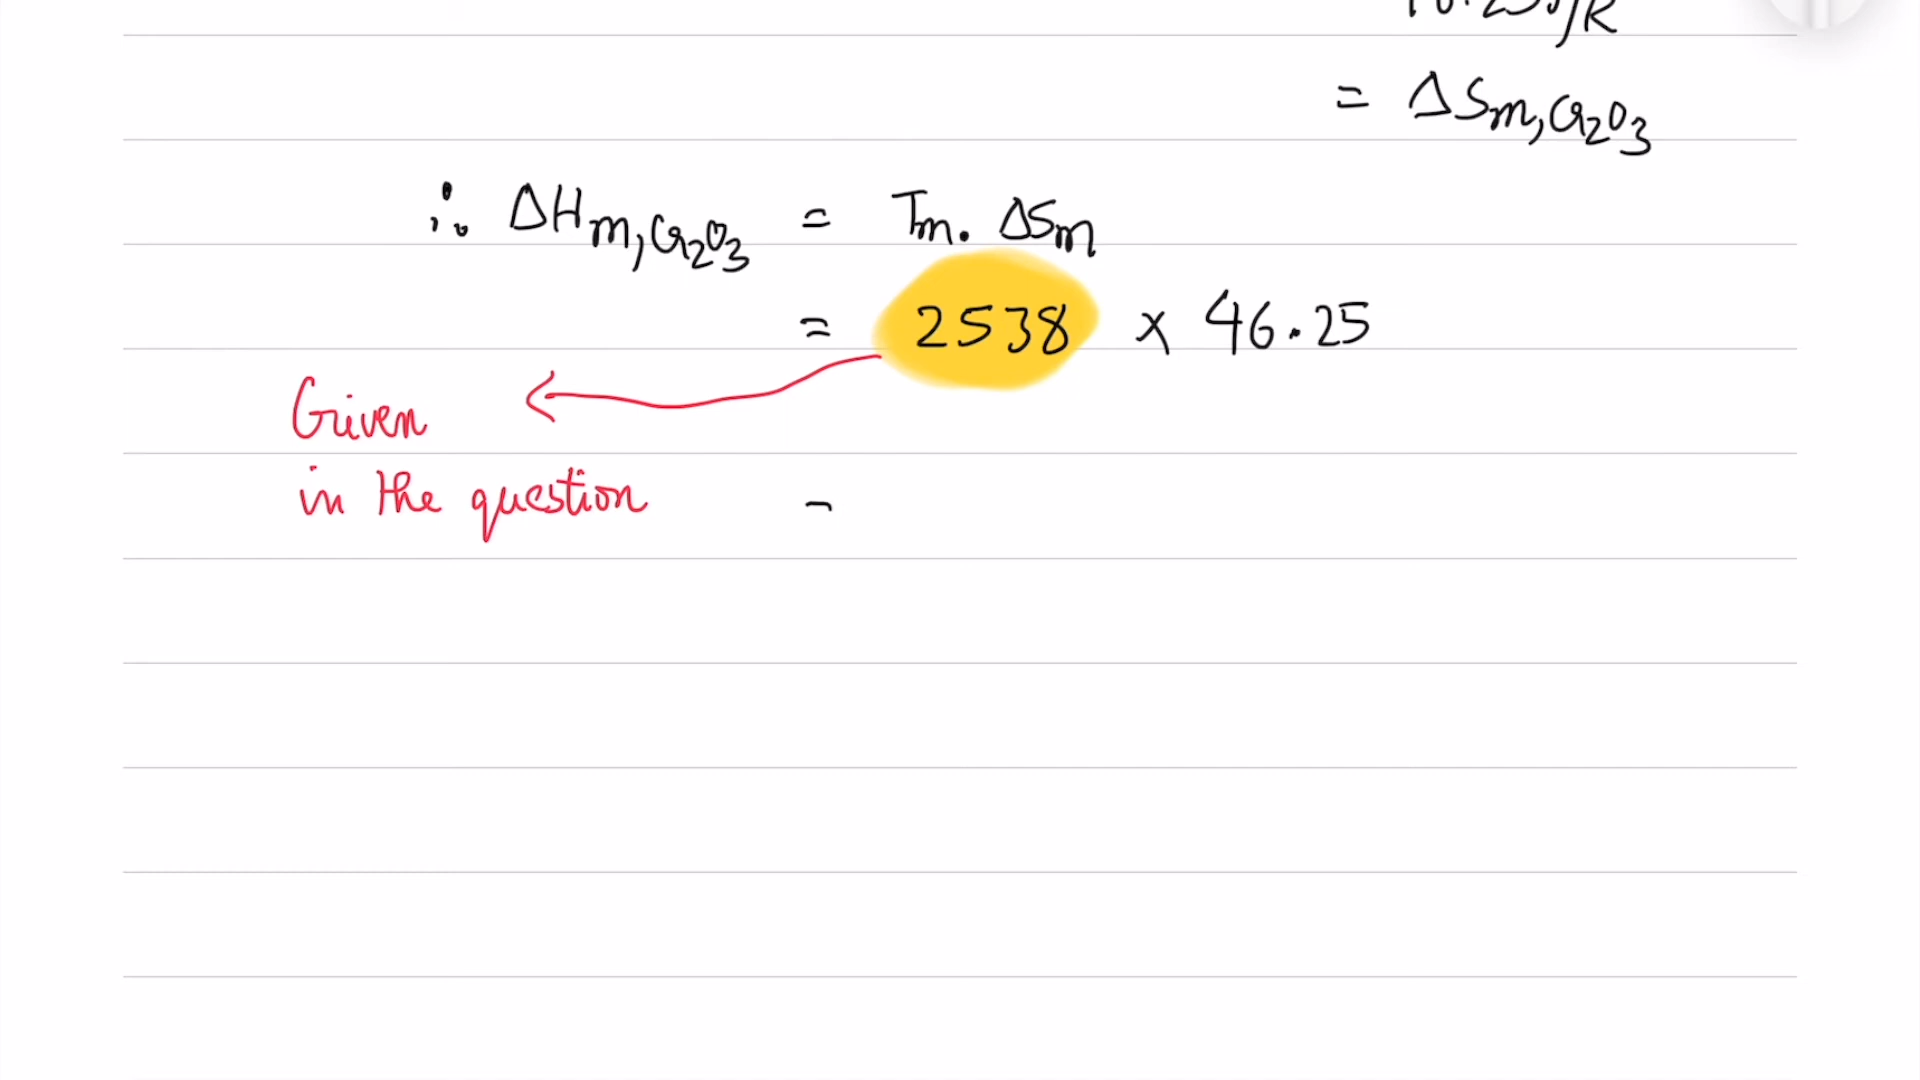 = ΔSm,Cr2O3
∴ ΔHm,Cr2O3 = Tm. ΔSm
= 2538 x 46.25
Given
in the question